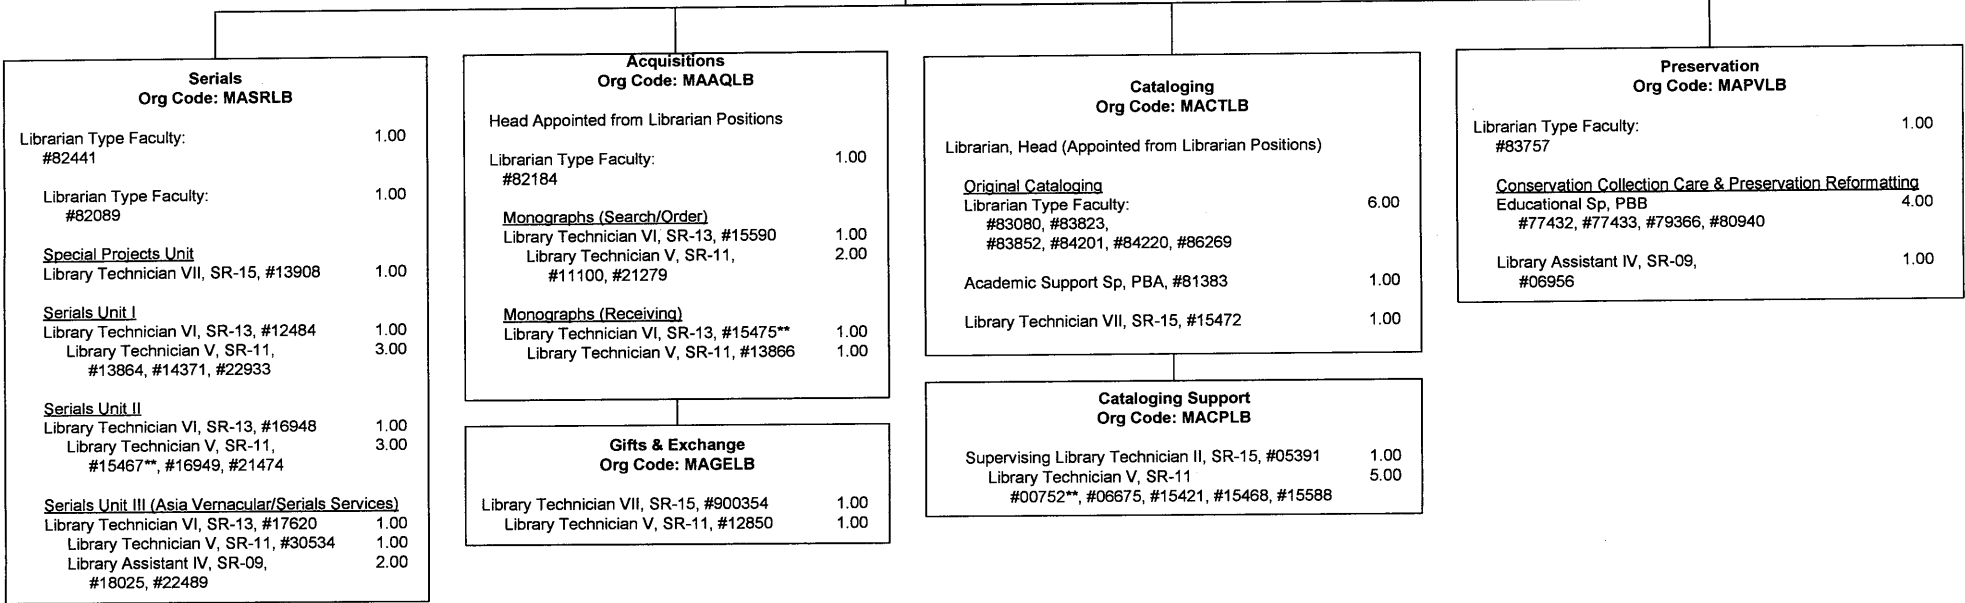 Serials
Org Code: MASRLB
Librarian Type Faculty: 1.00
#82441
Librarian Type Faculty: 1.00
#82089
Special Projects Unit
Library Technician VII, SR-15, #13908 1.00
Serials Unit I
Library Technician VI, SR-13, #12484 1.00
Library Technician V, SR-11, 3.00
#13864, #14371, #22933
Serials Unit II
Library Technician VI, SR-13, #16948 1.00
Library Technician V, SR-11, 3.00
#15467**, #16949, #21474
Serials Unit III (Asia Vernacular/Serials Services)
Library Technician VI, SR-13, #17620 1.00
Library Technician V, SR-11, #30534 1.00
Library Assistant IV, SR-09, 2.00
#18025, #22489
Acquisitions
Org Code: MAAQLB
Head Appointed from Librarian Positions
Librarian Type Faculty: 1.00
#82184
Monographs (Search/Order)
Library Technician VI, SR-13, #15590 1.00
Library Technician V, SR-11, 2.00
#11100, #21279
Monographs (Receiving)
Library Technician VI, SR-13, #15475** 1.00
Library Technician V, SR-11, #13866 1.00
Gifts & Exchange
Org Code: MAGELB
Library Technician VII, SR-15, #900354 1.00
Library Technician V, SR-11, #12850 1.00
Cataloging
Org Code: MACTLB
Librarian, Head (Appointed from Librarian Positions)
Original Cataloging
Librarian Type Faculty: 6.00
#83080, #83823,
#83852, #84201, #84220, #86269
Academic Support Sp, PBA, #81383 1.00
Library Technician VII, SR-15, #15472 1.00
Cataloging Support
Org Code: MACPLB
Supervising Library Technician II, SR-15, #05391 1.00
Library Technician V, SR-11 5.00
#00752**, #06675, #15421, #15468, #15588
Preservation
Org Code: MAPVLB
Librarian Type Faculty: 1.00
#83757
Conservation Collection Care & Preservation Reformatting
Educational Sp, PBB 4.00
#77432, #77433, #79366, #80940
Library Assistant IV, SR-09, 1.00
#06956